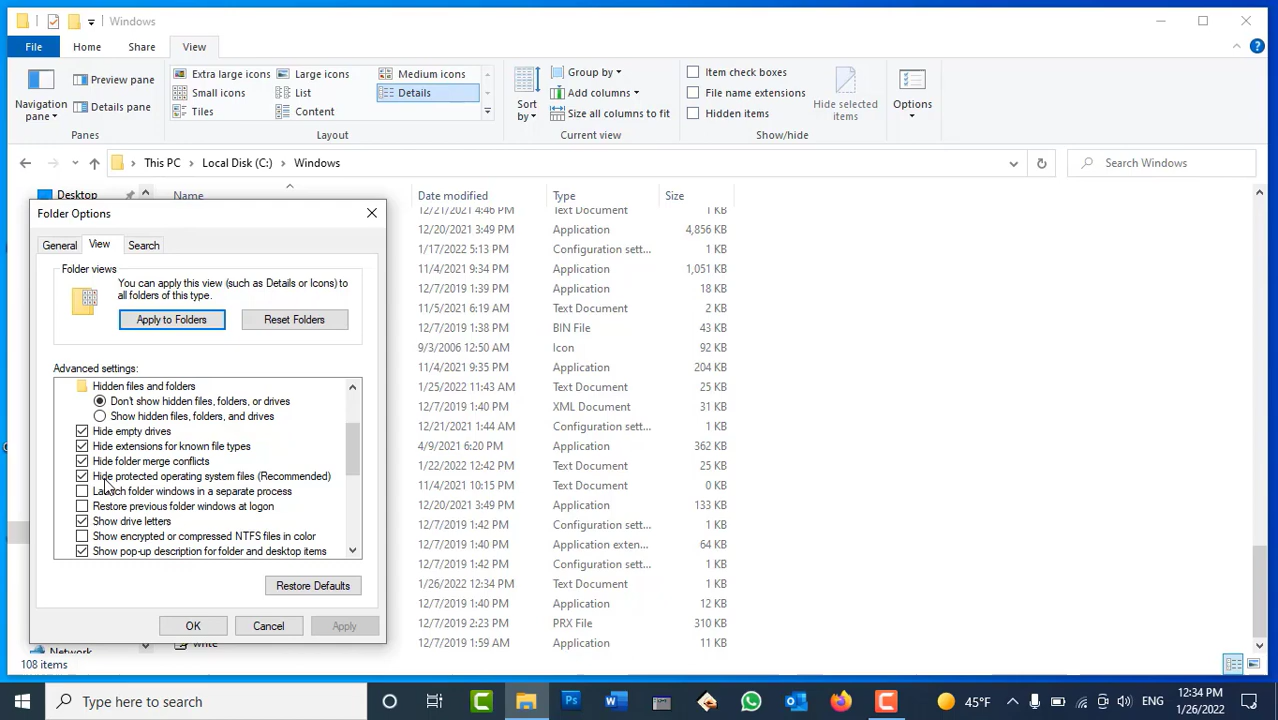 Windows
File Home Share View
Preview pane
Details pane
Navigation pane
Panes
Extra large icons Large icons Medium icons
Small icons List Details
Tiles Content
Layout
Sort by
Group by
Add columns
Size all columns to fit
Current view
Item check boxes
File name extensions
Hidden items
Hide selected items
Show/hide
Options
This PC Local Disk (C:) Windows
Search Windows
Desktop
Name Date modified Type Size
12/21/2021 4:46 PM Text Document 1 KB
12/20/2021 3:49 PM Application 4,856 KB
1/17/2022 5:13 PM Configuration sett... 1 KB
11/4/2021 9:34 PM Application 1,051 KB
12/7/2019 1:39 PM Application 18 KB
11/5/2021 6:19 AM Text Document 2 KB
12/7/2019 1:38 PM BIN File 43 KB
9/3/2006 12:50 AM Icon 92 KB
11/4/2021 9:35 PM Application 204 KB
1/25/2022 11:43 AM Text Document 25 KB
12/7/2019 1:40 PM XML Document 31 KB
12/21/2021 1:44 PM Configuration sett... 1 KB
4/9/2021 6:20 PM Application 362 KB
1/22/2022 12:42 PM Text Document 25 KB
11/4/2021 10:15 PM Text Document 0 KB
12/20/2021 3:49 PM Application 133 KB
12/7/2019 1:42 PM Configuration sett... 1 KB
12/7/2019 1:40 PM Application exten... 64 KB
12/7/2019 1:42 PM Configuration sett... 1 KB
1/26/2022 12:34 PM Text Document 1 KB
12/7/2019 1:40 PM Application 12 KB
12/7/2019 2:23 PM PRX File 310 KB
12/7/2019 1:59 AM Application 11 KB
Folder Options
General View Search
Folder views
You can apply this view (such as Details or Icons) to
all folders of this type.
Apply to Folders Reset Folders
Advanced settings:
Hidden files and folders
Don't show hidden files, folders, or drives
Show hidden files, folders, and drives
Hide empty drives
Hide extensions for known file types
Hide folder merge conflicts
Hide protected operating system files (Recommended)
Launch folder windows in a separate process
Restore previous folder windows at logon
Show drive letters
Show encrypted or compressed NTFS files in color
Show pop-up description for folder and desktop items
Restore Defaults
OK Cancel Apply
Network write
108 items
Type here to search
45°F
ENG
12:34 PM
1/26/2022